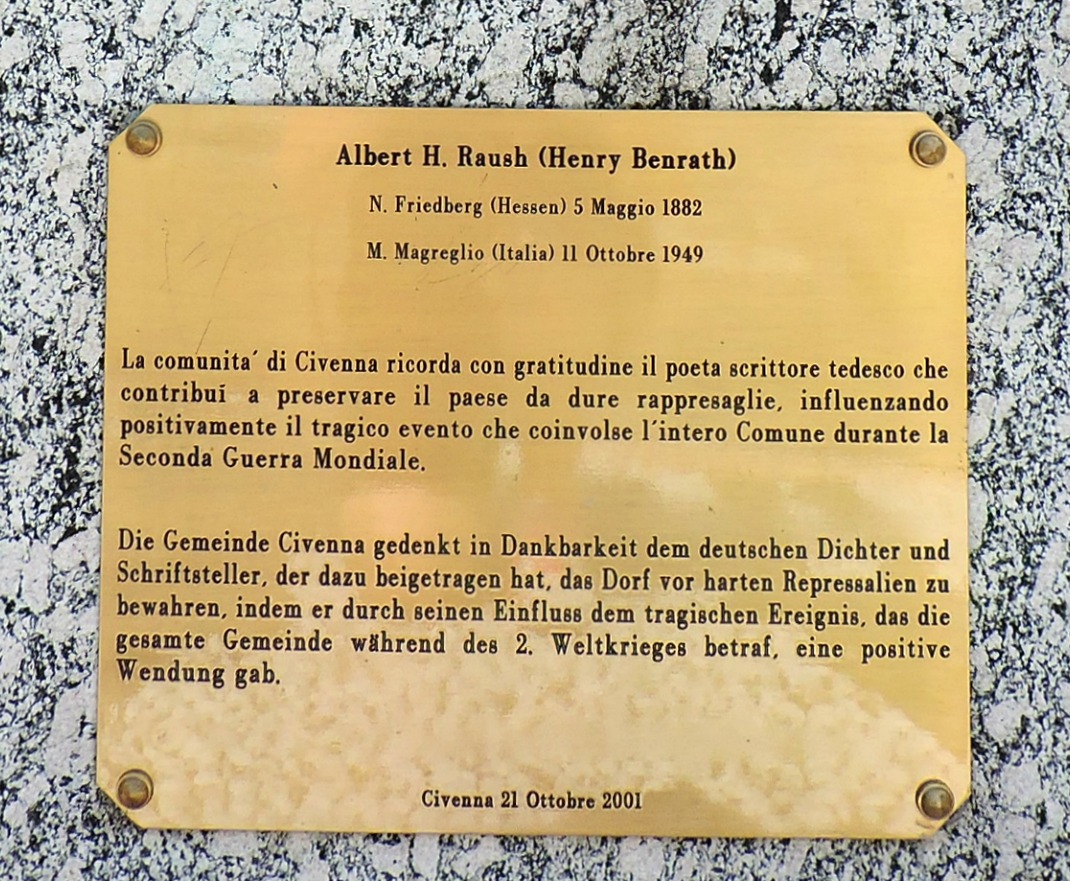 Albert H. Raush (Henry Benrath)
N. Friedberg (Hessen) 5 Maggio 1882
M. Magreglio (Italia) 11 Ottobre 1949
La comunita´ di Civenna ricorda con gratitudine il poeta scrittore tedesco che
contribuí a preservare il paese da dure rappresaglie, influenzando
positivamente il tragico evento che coinvolse l´intero Comune durante la
Seconda Guerra Mondiale.
Die Gemeinde Civenna gedenkt in Dankbarkeit dem deutschen Dichter und
Schriftsteller, der dazu beigetragen hat, das Dorf vor harten Repressalien zu
bewahren, indem er durch seinen Einfluss dem tragischen Ereignis, das die
gesamte Gemeinde während des 2. Weltkrieges betraf, eine positive
Wendung gab.
Civenna 21 Ottobre 2001